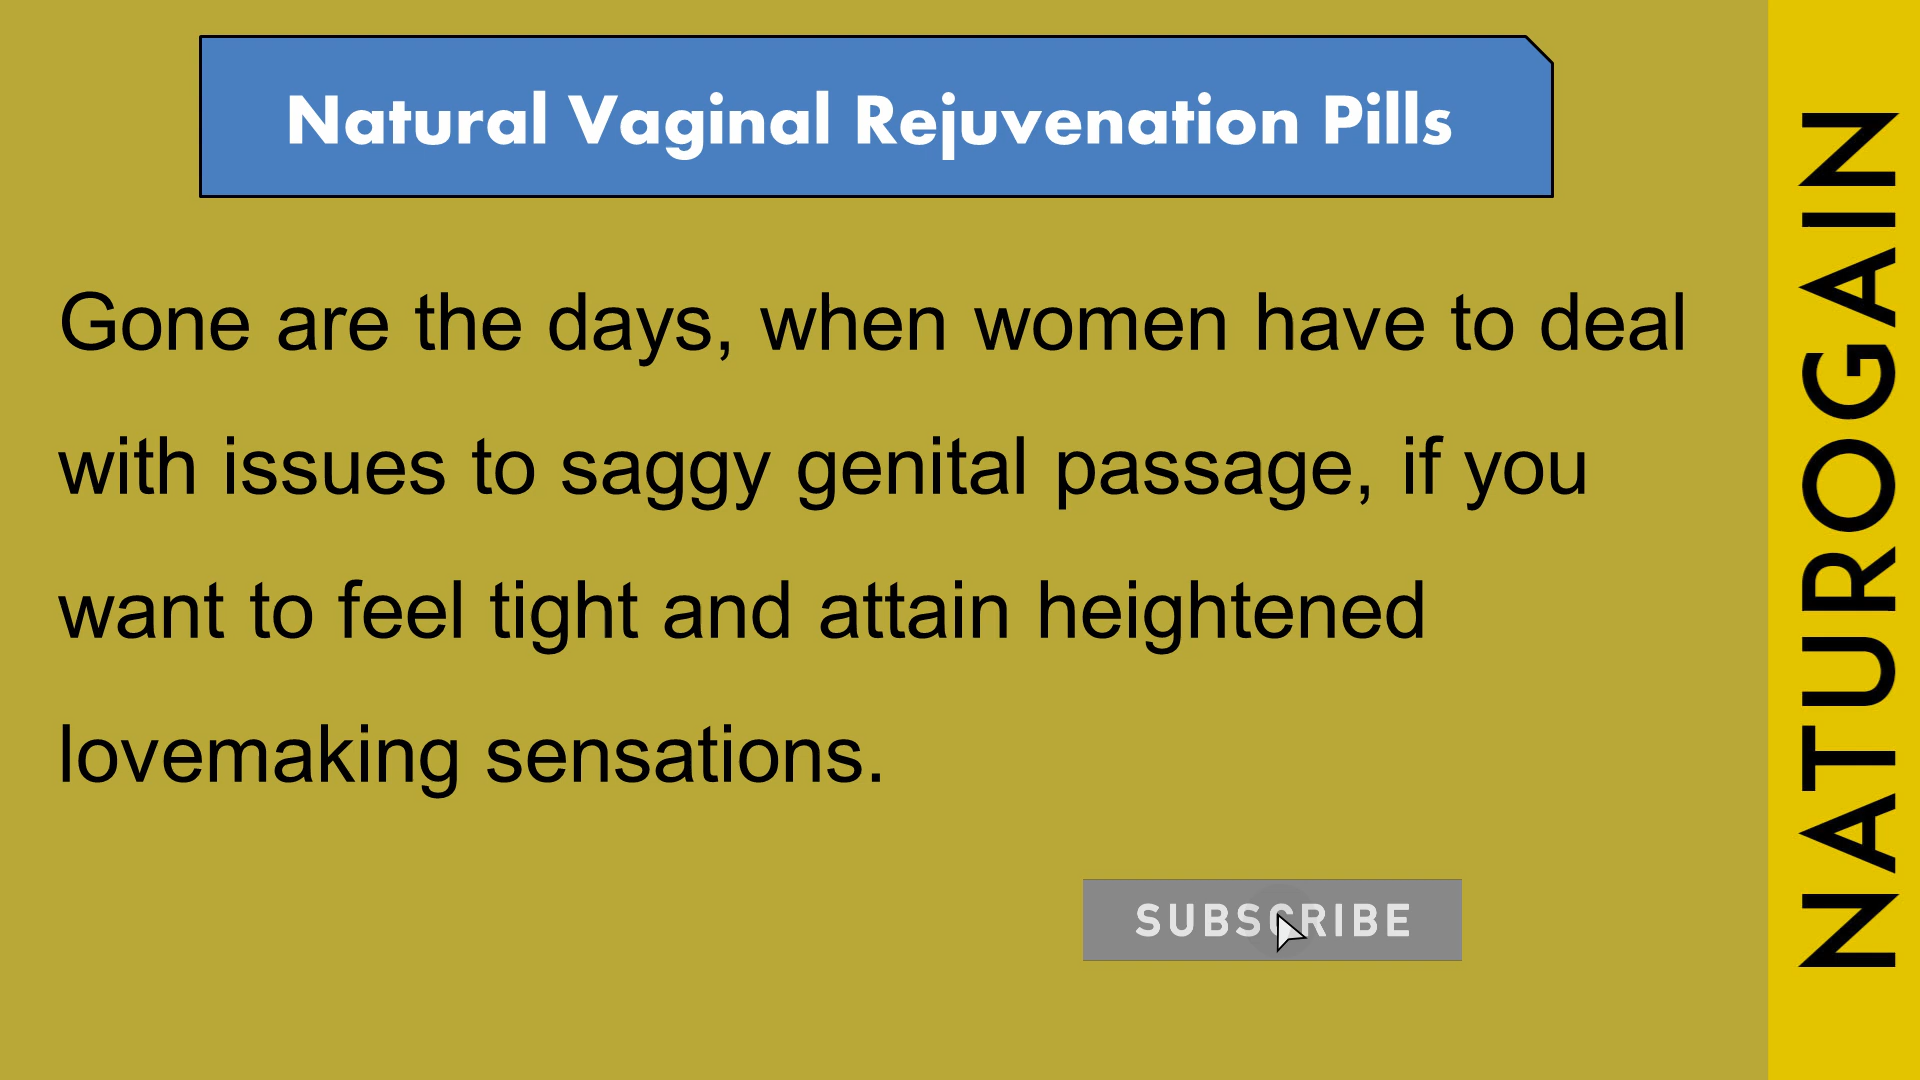 Natural Vaginal Rejuvenation Pills
Gone are the days, when women have to deal
with issues to saggy genital passage, if you
want to feel tight and attain heightened
lovemaking sensations.
SUBSCRIBE
NATUROGAIN